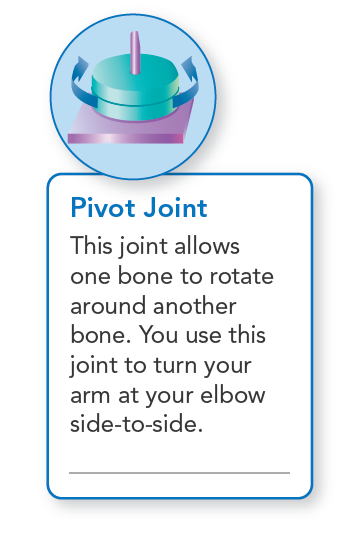 Pivot Joint
This joint allows
one bone to rotate
around another
bone. You use this
joint to turn your
arm at your elbow
side-to-side.